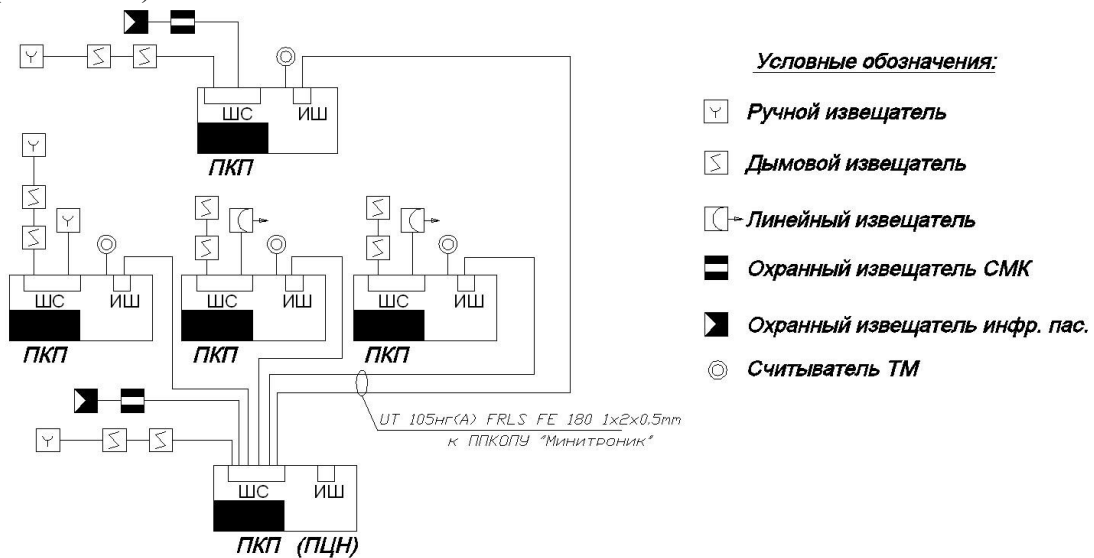 Условные обозначения:
ШС ИШ
ПКП
Ручной извещатель
Дымовой извещатель
Линейный извещатель
Охранный извещатель СМК
Охранный извещатель инфр. пас.
Считыватель ТМ
ШС ИШ
ПКП
ШС ИШ
ПКП
ШС ИШ
ПКП
UT 105нг(А) FRLS FE 180 1x2x0,5mm
к ППКОПУ "Минитроник"
ШС ИШ
ПКП (ПЦН)